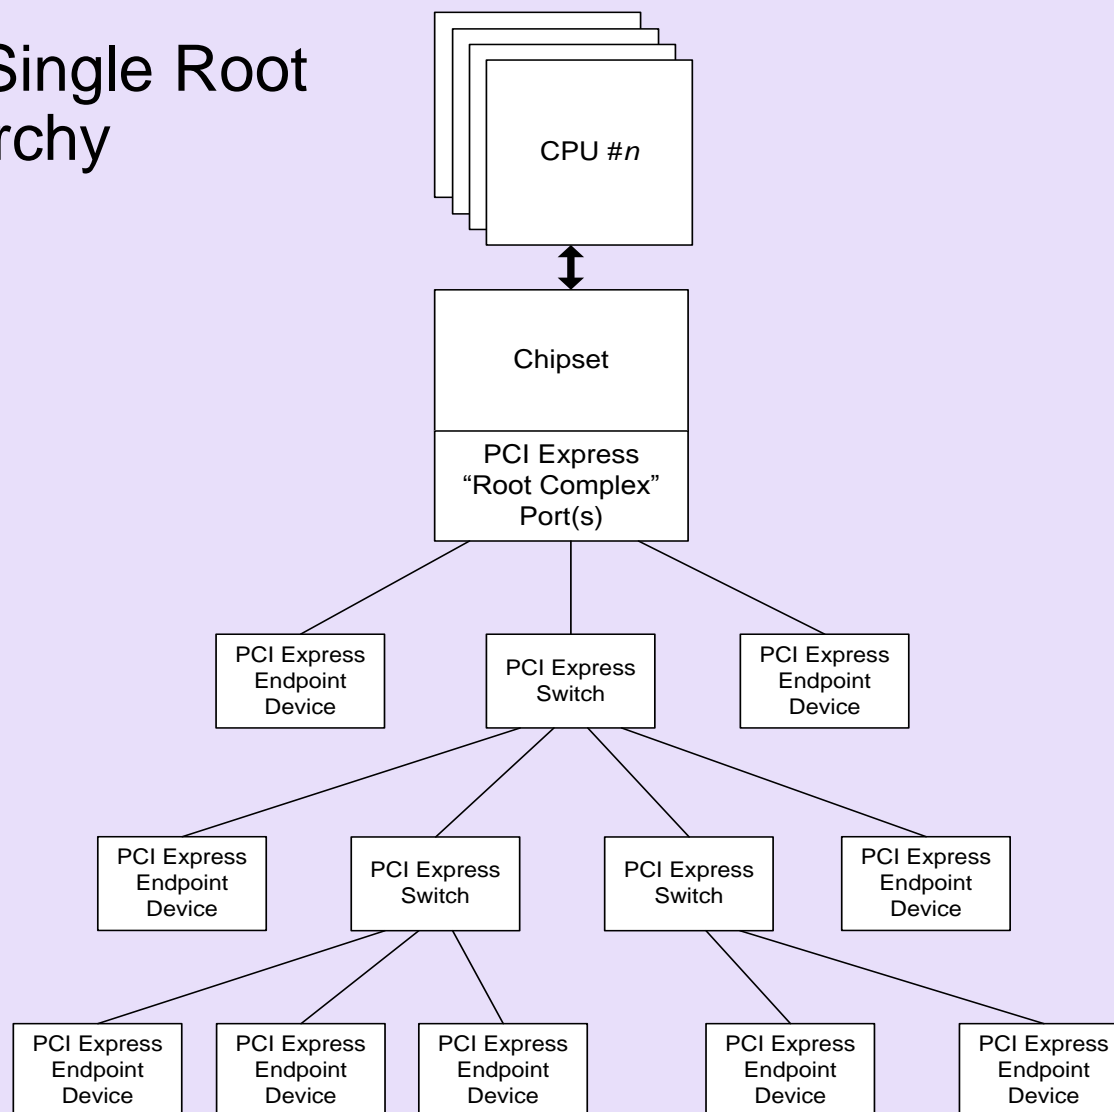 Single Root
rchy
CPU #n
Chipset
PCI Express
“Root Complex”
Port(s)
PCI Express
Endpoint
Device
PCI Express
Switch
PCI Express
Endpoint
Device
PCI Express
Endpoint
Device
PCI Express
Switch
PCI Express
Switch
PCI Express
Endpoint
Device
PCI Express
Endpoint
Device
PCI Express
Endpoint
Device
PCI Express
Endpoint
Device
PCI Express
Endpoint
Device
PCI Express
Endpoint
Device